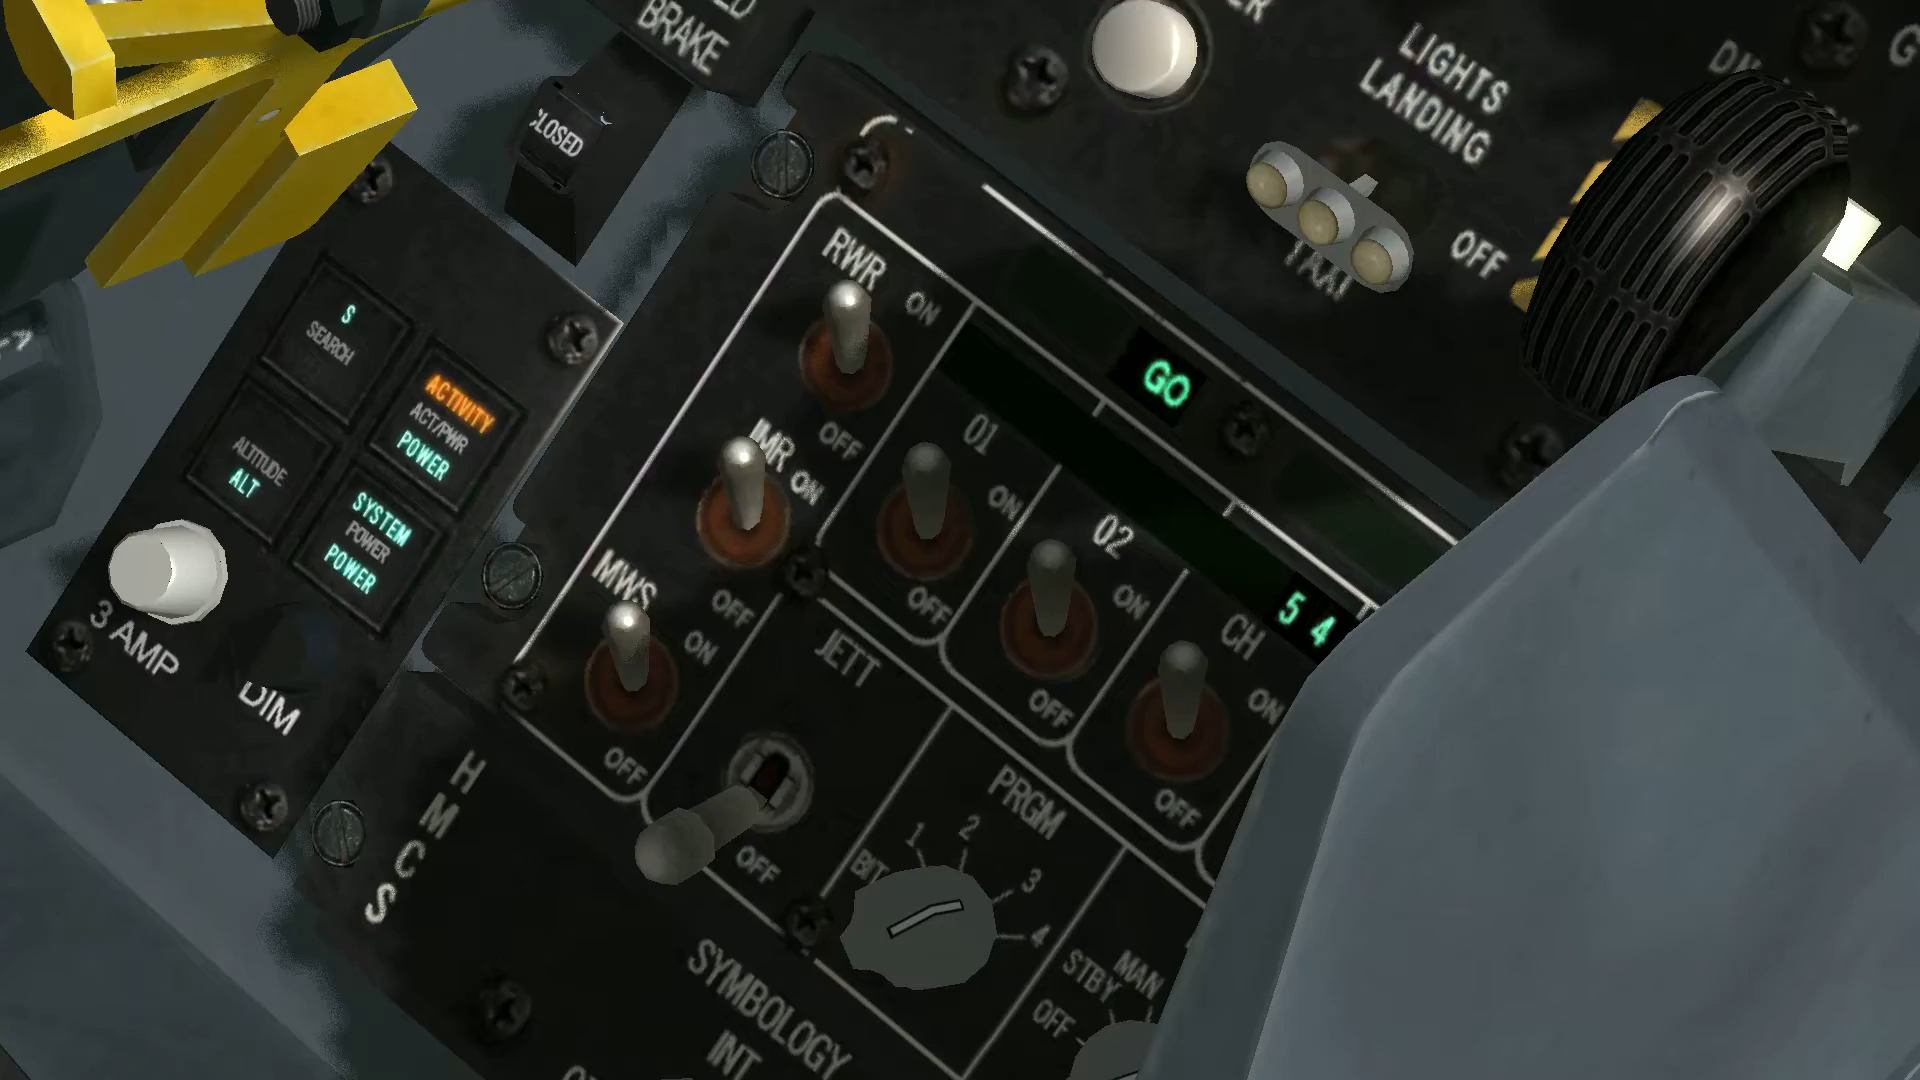 BRAKE
LIGHTS
LANDING
OFF
CLOSED
RWR
ON
OFF
S
SEARCH
ACTIVITY
ACT/PWR
POWER
ALTITUDE
ALT
SYSTEM
POWER
POWER
3 AMP
DIM
GO
JMR ON
OFF
01
ON
OFF
02
ON
OFF
CH
ON
OFF
5 4
MWS
ON
OFF
JETT
OFF
PRGM
BIT
1
2
3
4
MAN
STBY
OFF
H
M
C
S
SYMBOLOGY
INT